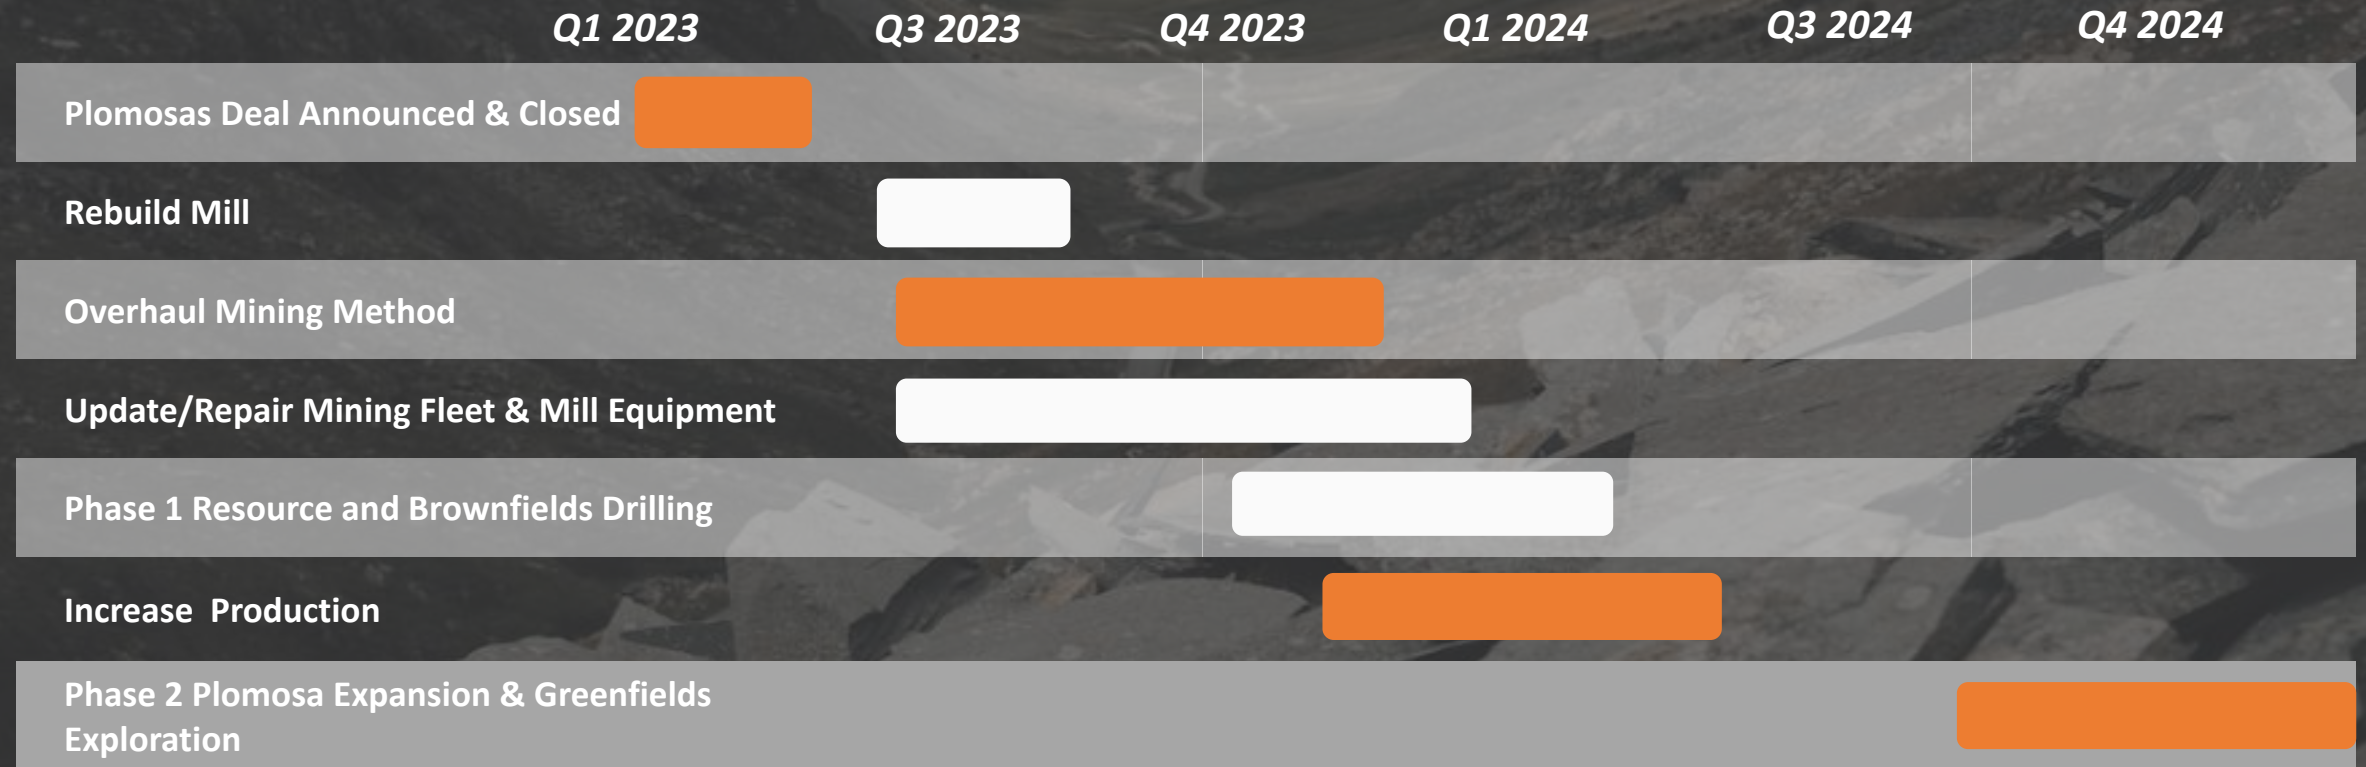 Q1 2023 Q3 2023 Q4 2023 Q1 2024 Q3 2024 Q4 2024
Plomosas Deal Announced & Closed
Rebuild Mill
Overhaul Mining Method
Update/Repair Mining Fleet & Mill Equipment
Phase 1 Resource and Brownfields Drilling
Increase  Production
Phase 2 Plomosa Expansion & Greenfields
Exploration